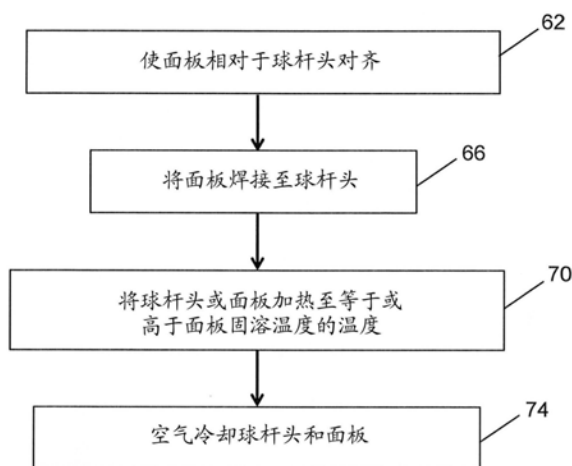 62
使面板相对于球杆头对齐
66
将面板焊接至球杆头
70
将球杆头或面板加热至等于或
高于面板固溶温度的温度
74
空气冷却球杆头和面板